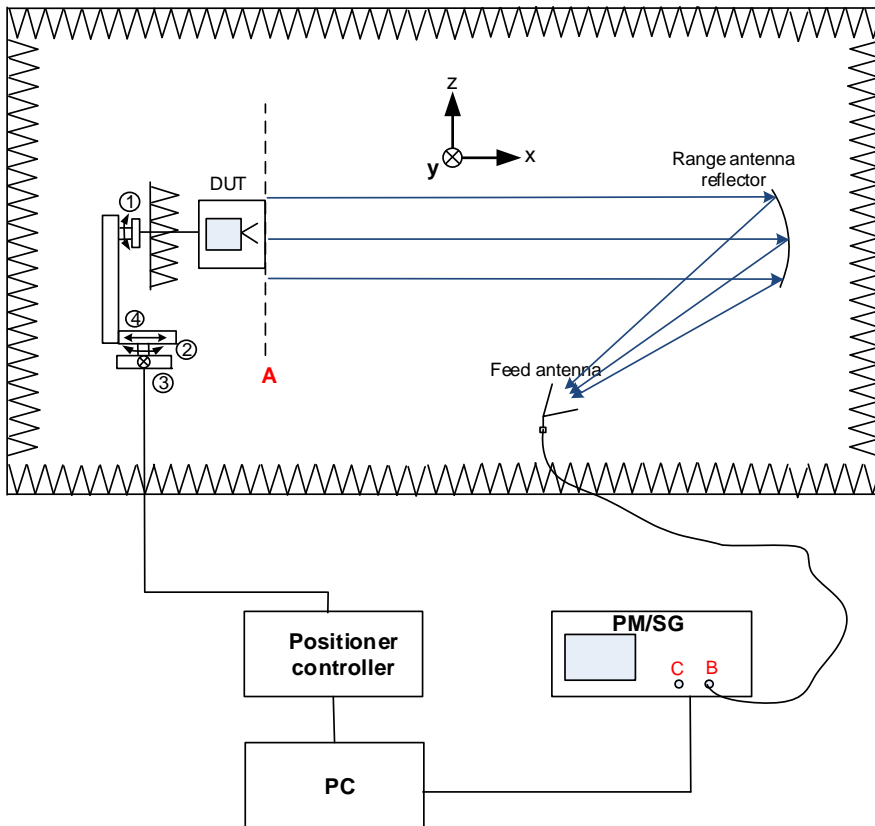 z
x
y
Range antenna
reflector
DUT
①
④
②
③
A
Feed antenna
Positioner
controller
PM/SG
C
B
PC